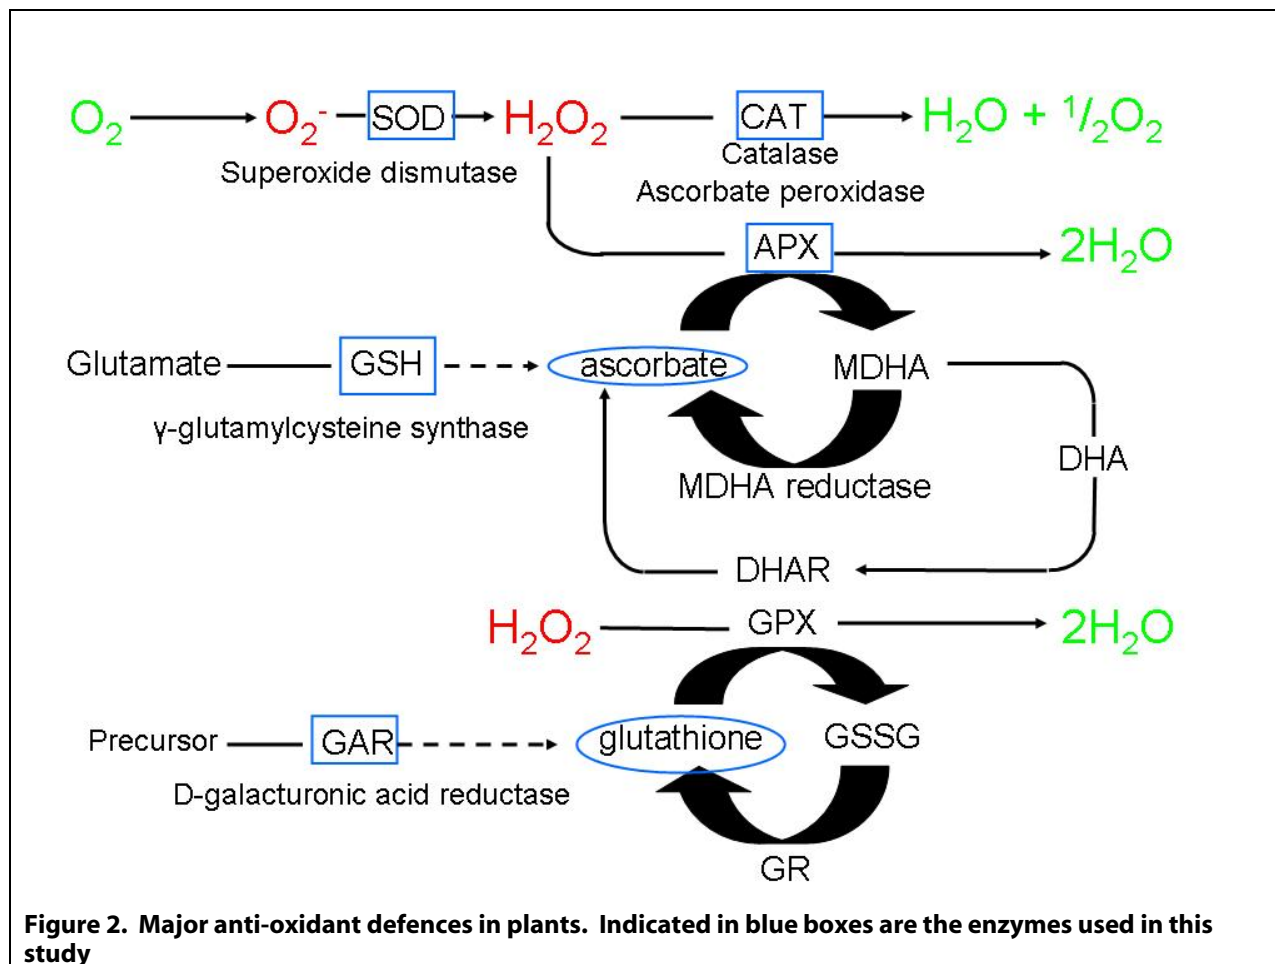 O₂ O₂⁻ SOD H₂O₂ CAT H₂O + ¹/₂O₂
Superoxide dismutase
Catalase
Ascorbate peroxidase
APX 2H₂O
Glutamate GSH ascorbate MDHA
γ-glutamylcysteine synthase
DHA
MDHA reductase
DHAR
H₂O₂ GPX 2H₂O
Precursor GAR glutathione GSSG
D-galacturonic acid reductase
GR
Figure 2. Major anti-oxidant defences in plants. Indicated in blue boxes are the enzymes used in this
study